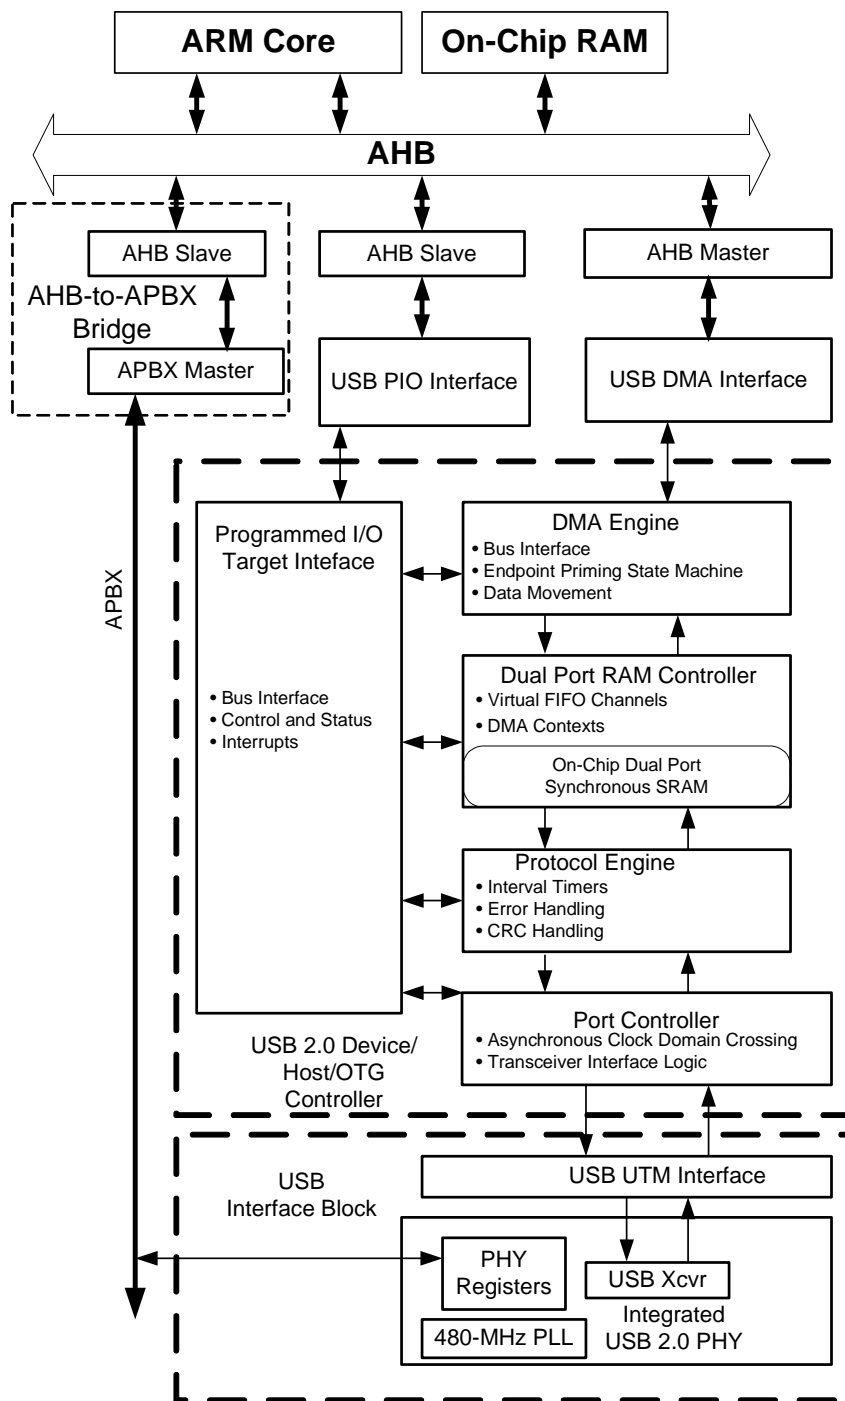 ARM Core
On-Chip RAM
AHB
AHB Slave
AHB Slave
AHB Master
AHB-to-APBX
Bridge
APBX Master
USB PIO Interface
USB DMA Interface
APBX
Programmed I/O
Target Inteface
• Bus Interface
• Control and Status
• Interrupts
DMA Engine
• Bus Interface
• Endpoint Priming State Machine
• Data Movement
Dual Port RAM Controller
• Virtual FIFO Channels
• DMA Contexts
On-Chip Dual Port
Synchronous SRAM
Protocol Engine
• Interval Timers
• Error Handling
• CRC Handling
Port Controller
• Asynchronous Clock Domain Crossing
• Transceiver Interface Logic
USB 2.0 Device/
Host/OTG
Controller
USB UTM Interface
USB
Interface Block
PHY
Registers
USB Xcvr
Integrated
USB 2.0 PHY
480-MHz PLL